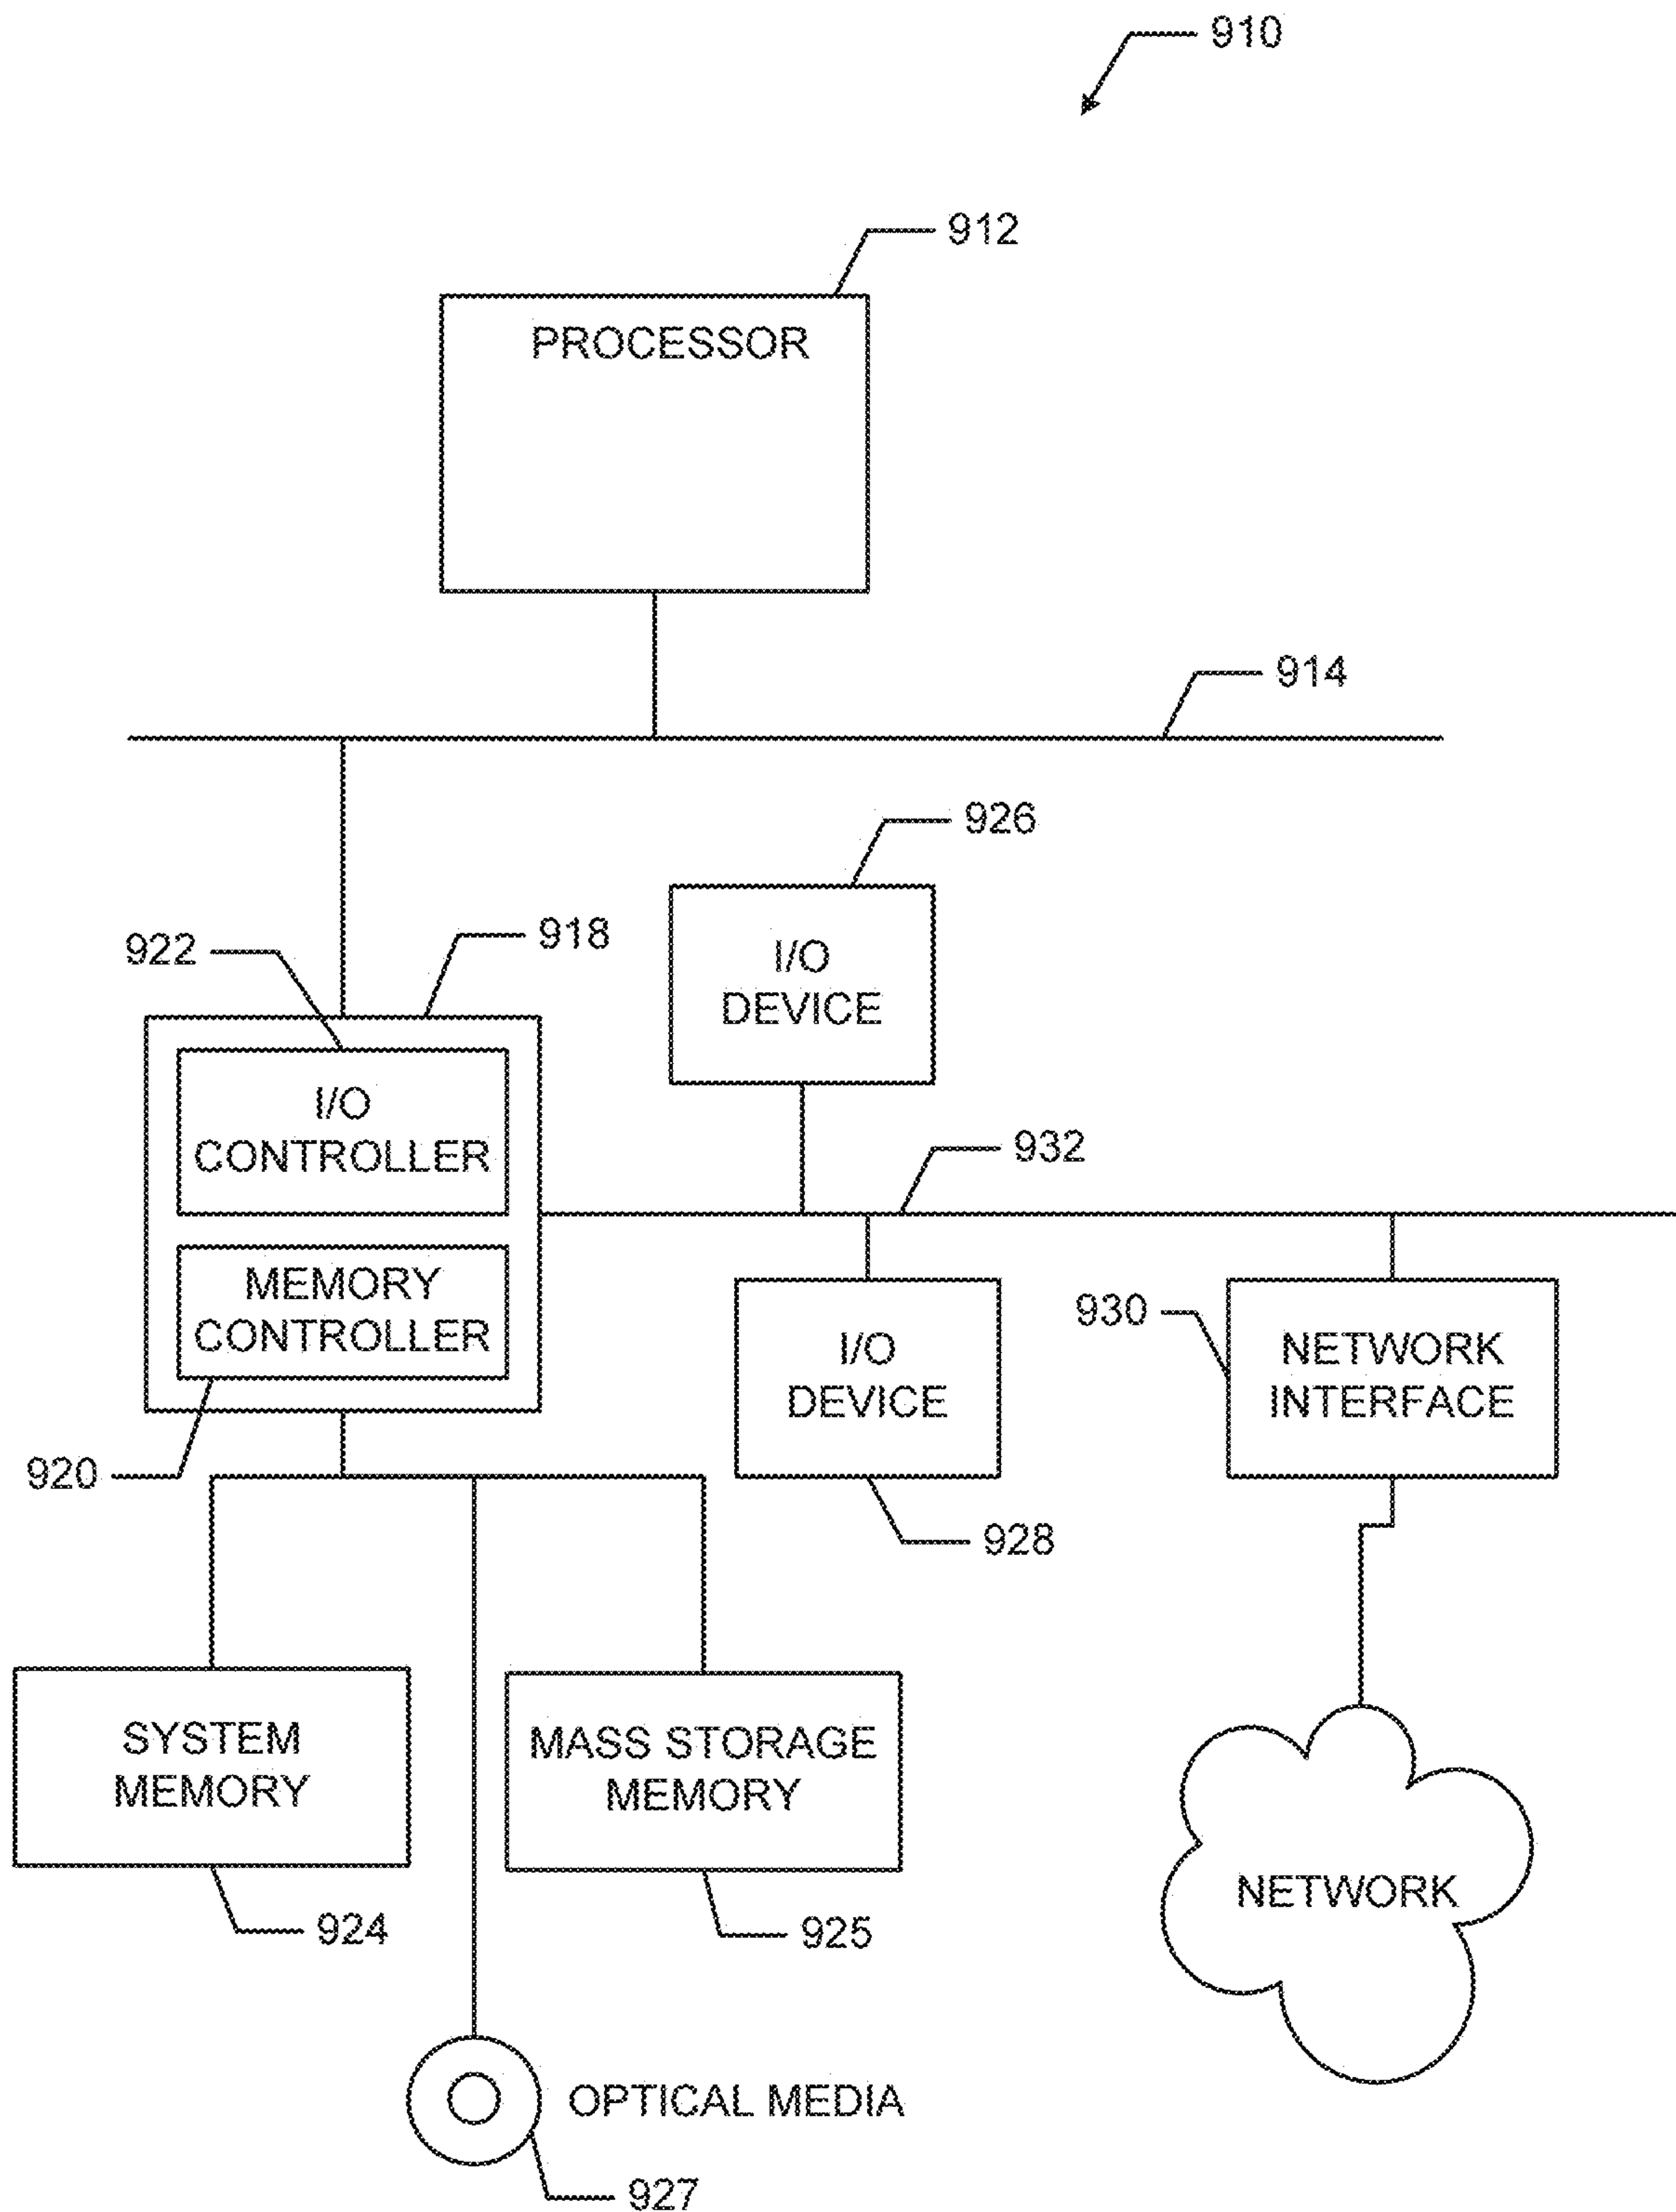 910
912
PROCESSOR
914
926
I/O
DEVICE
918
922
I/O
CONTROLLER
932
MEMORY
CONTROLLER
930
I/O
DEVICE
NETWORK
INTERFACE
920
928
SYSTEM
MEMORY
MASS STORAGE
MEMORY
NETWORK
924
925
OPTICAL MEDIA
927